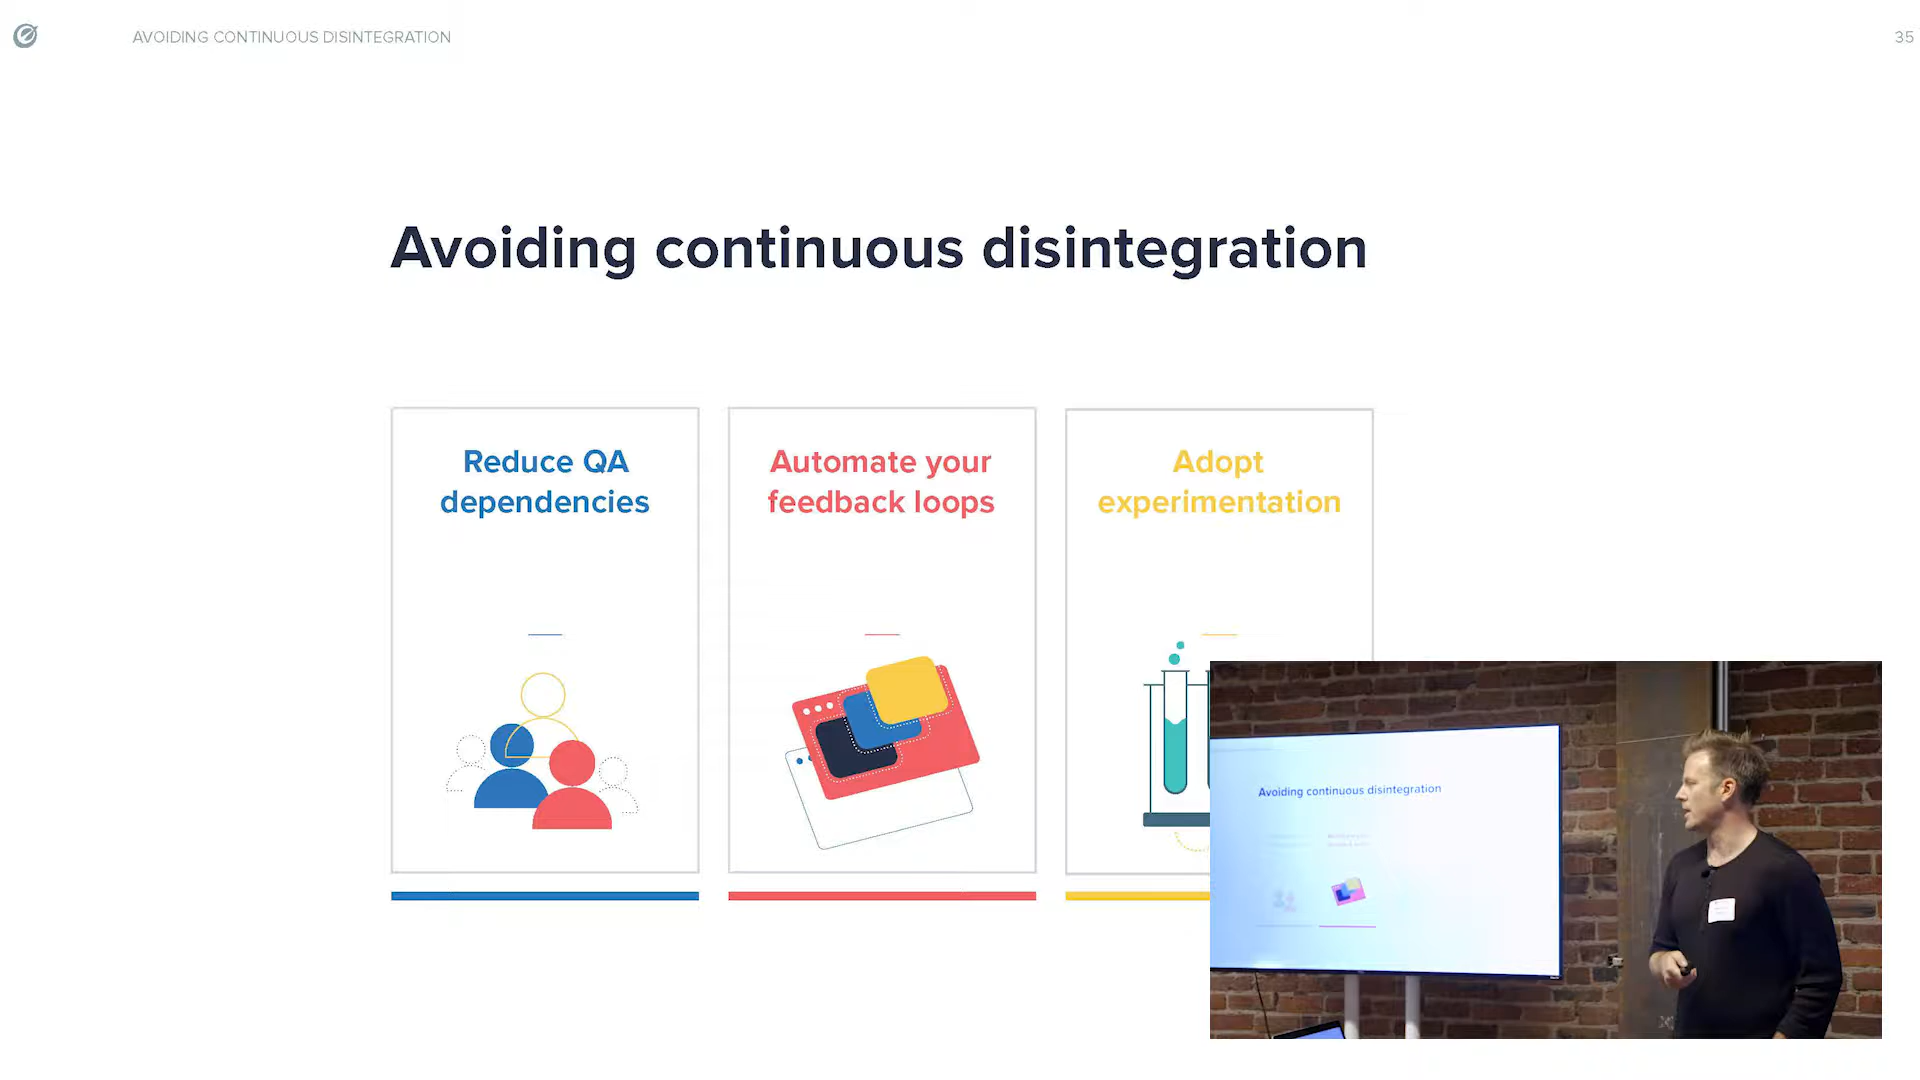 AVOIDING CONTINUOUS DISINTEGRATION
35
Avoiding continuous disintegration
Reduce QA
dependencies
Automate your
feedback loops
Adopt
experimentation
Avoiding continuous disintegration